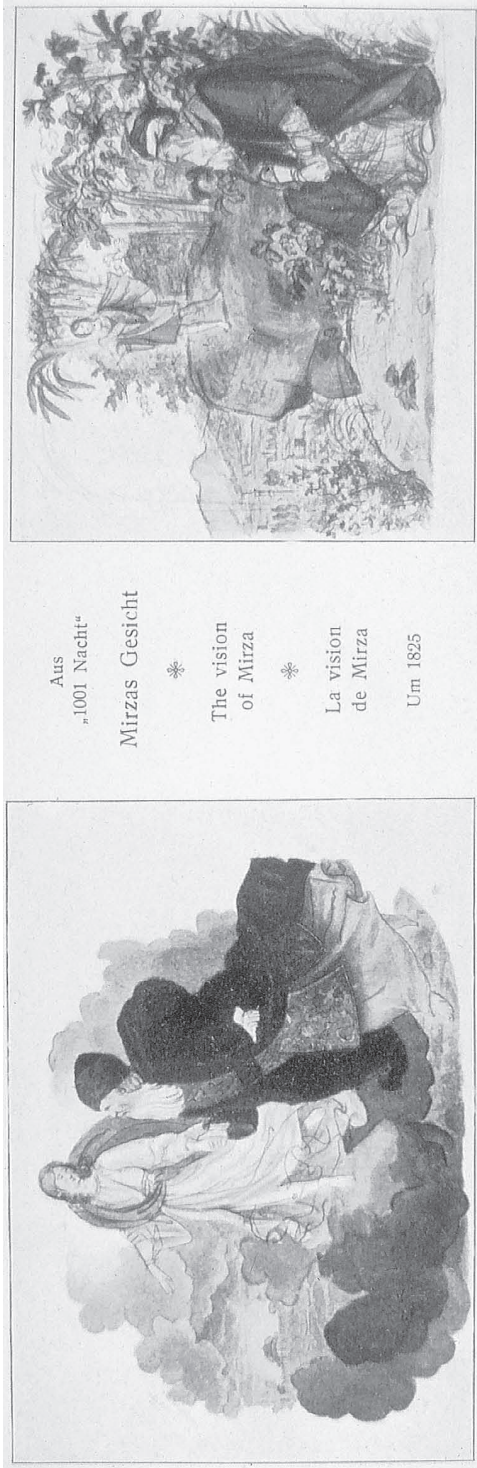 Aus
„1001 Nacht“
Mirzas Gesicht
The vision
of Mirza
La vision
de Mirza
Um 1825